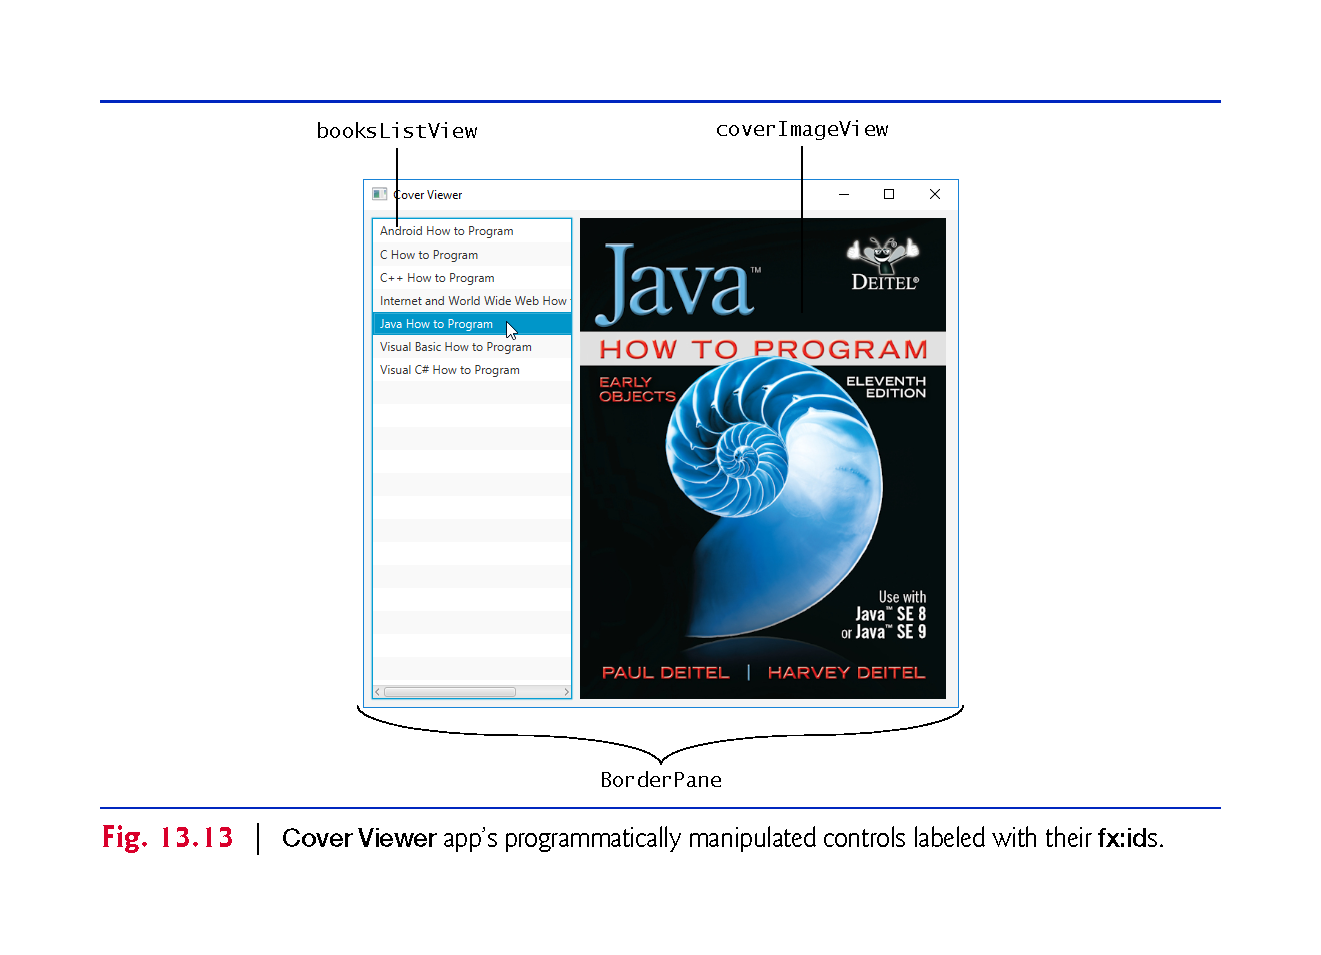 booksListView
coverImageView
Cover Viewer
Android How to Program
C How to Program
C++ How to Program
Internet and World Wide Web How
Java How to Program
Visual Basic How to Program
Visual C# How to Program
Java™
DEITEL®
HOW TO PROGRAM
EARLY
OBJECTS
ELEVENTH
EDITION
Use with
Java™ SE 8
or Java™ SE 9
PAUL DEITEL | HARVEY DEITEL
BorderPane
Fig. 13.13 | Cover Viewer app's programmatically manipulated controls labeled with their fx:ids.